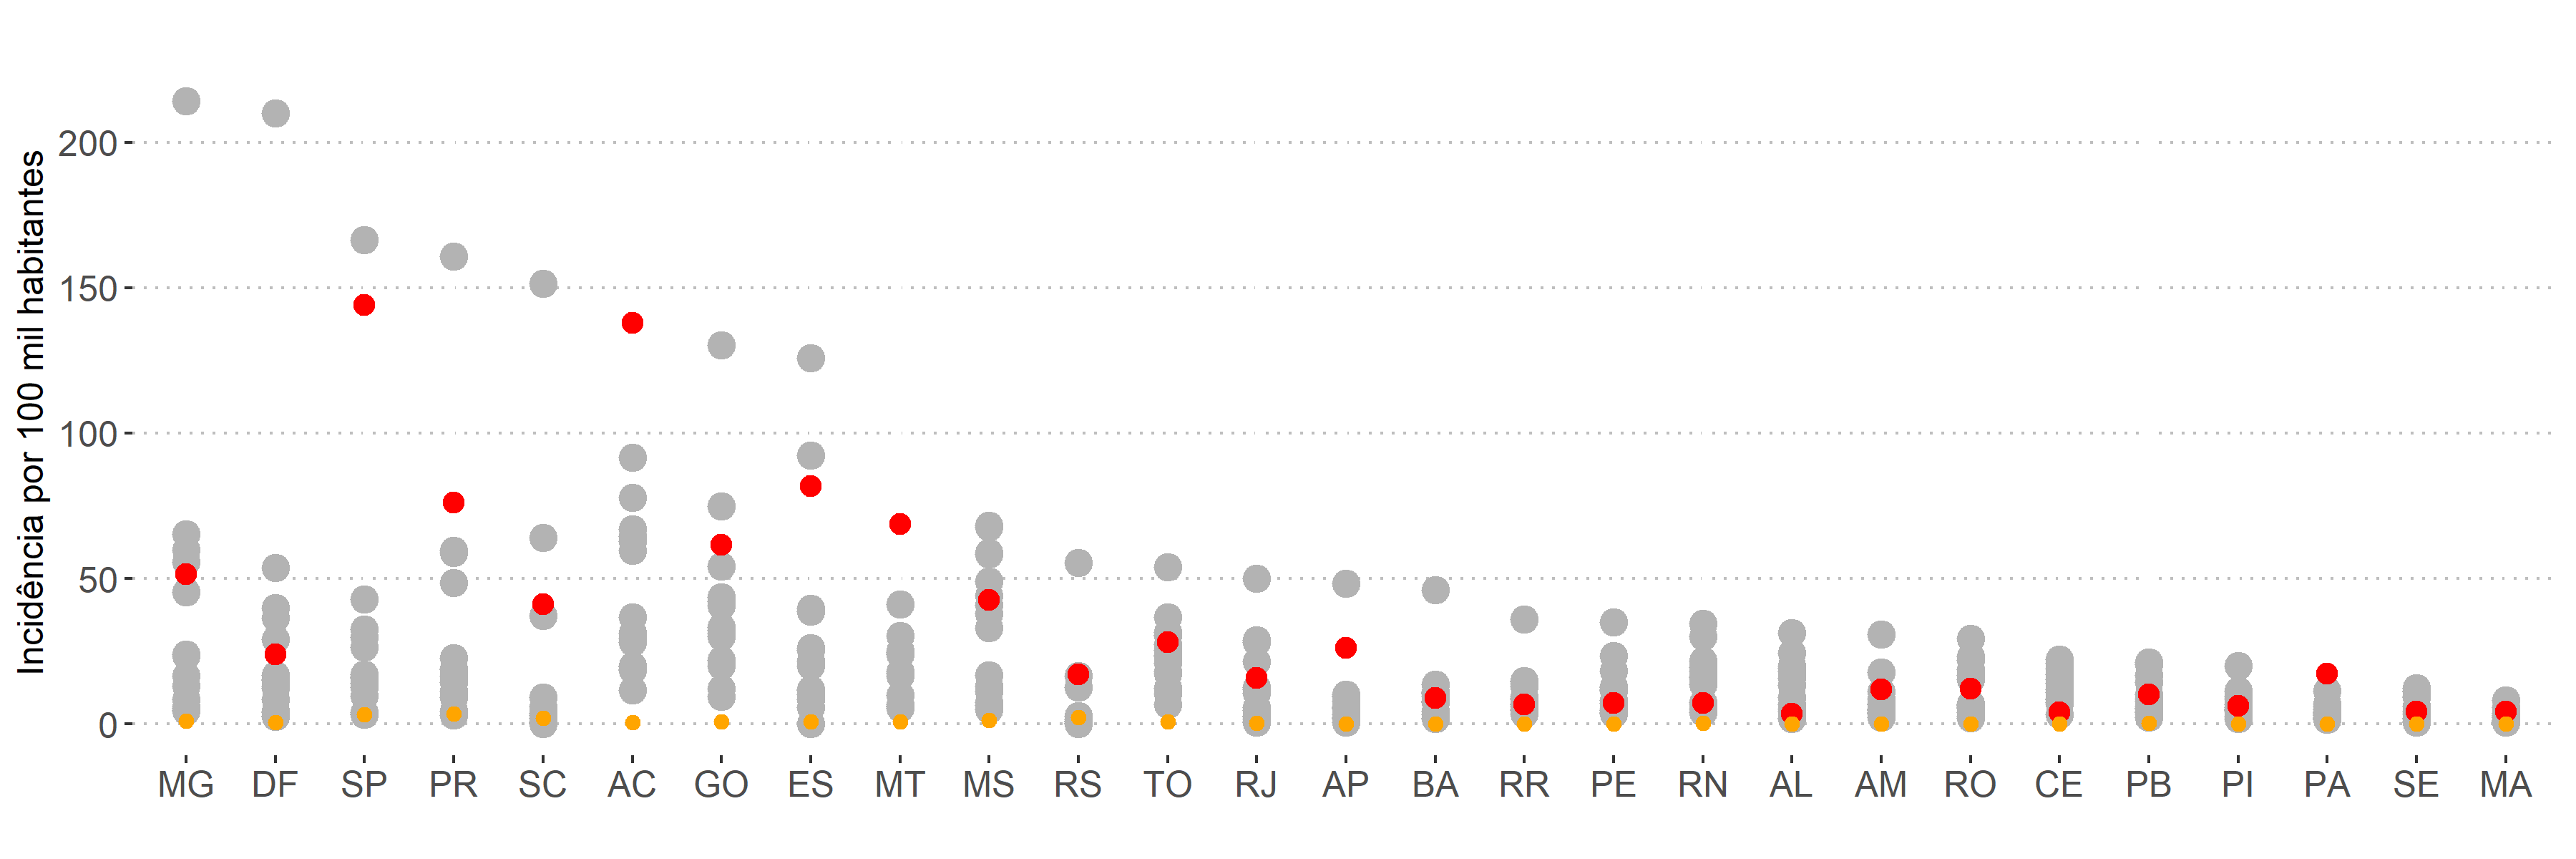 Incidência por 100 mil habitantes
200
150
100
50
0
MG DF SP PR SC AC GO ES MT MS RS TO RJ AP BA RR PE RN AL AM RO CE PB PI PA SE MA